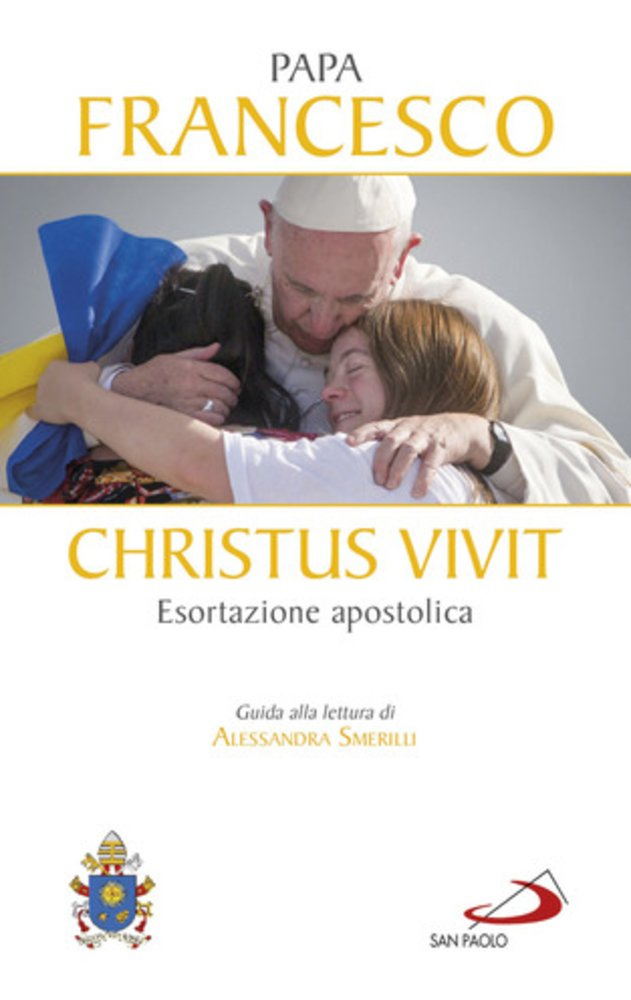 PAPA
FRANCESCO
CHRISTUS VIVIT
Esortazione apostolica
Guida alla lettura di
ALESSANDRA SMERILLI
SAN PAOLO